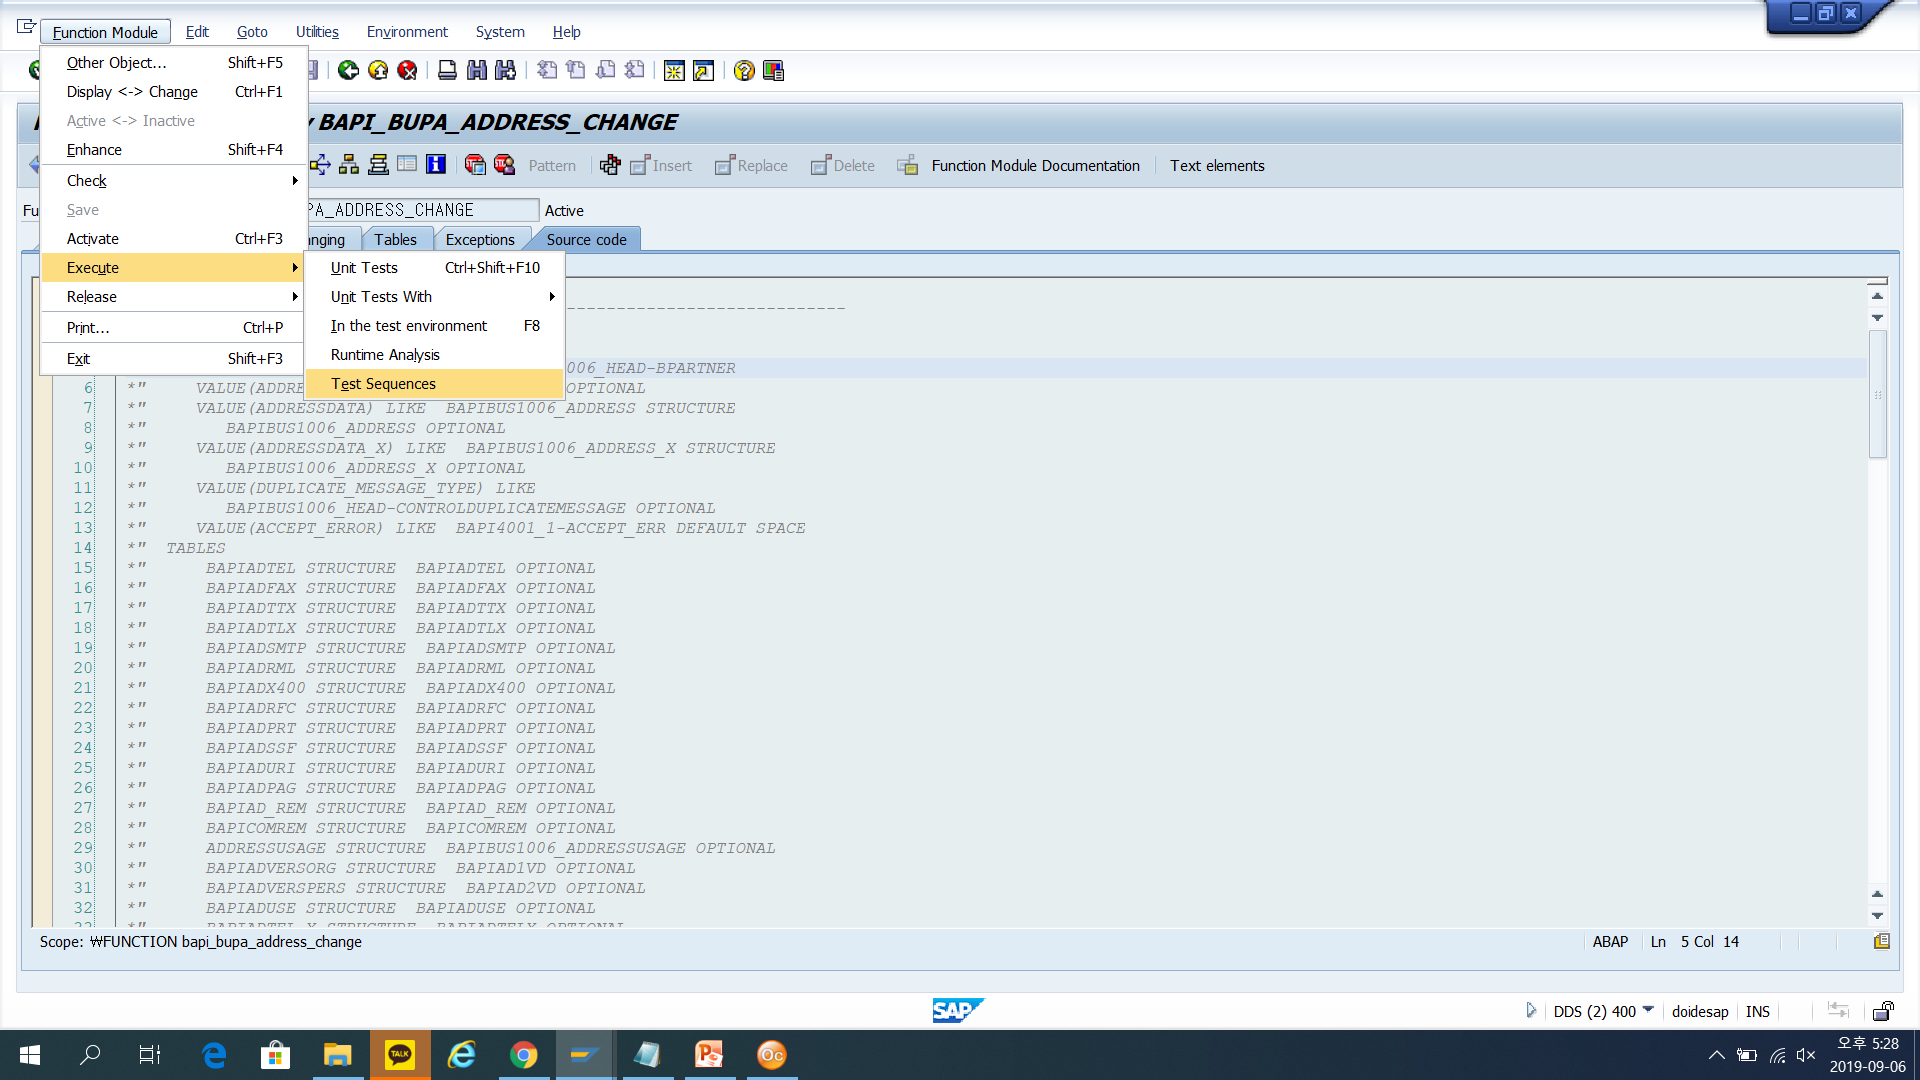 Function Module Edit Goto Utilities Environment System Help
Other Object... Shift+F5
Display <-> Change Ctrl+F1
Active <-> Inactive
Enhance Shift+F4
Check
Save
Activate Ctrl+F3
Execute
Release
Print... Ctrl+P
Exit Shift+F3
Unit Tests Ctrl+Shift+F10
Unit Tests With
In the test environment F8
Runtime Analysis
Test Sequences
BAPI_BUPA_ADDRESS_CHANGE
Pattern Insert Replace Delete Function Module Documentation Text elements
Fu PA_ADDRESS_CHANGE Active
nging Tables Exceptions Source code
----------------------------
006_HEAD-BPARTNER
6 *" VALUE(ADDRE OPTIONAL
7 *" VALUE(ADDRESSDATA) LIKE BAPIBUS1006_ADDRESS STRUCTURE
8 *" BAPIBUS1006_ADDRESS OPTIONAL
9 *" VALUE(ADDRESSDATA_X) LIKE BAPIBUS1006_ADDRESS_X STRUCTURE
10 *" BAPIBUS1006_ADDRESS_X OPTIONAL
11 *" VALUE(DUPLICATE_MESSAGE_TYPE) LIKE
12 *" BAPIBUS1006_HEAD-CONTROLDUPLICATEMESSAGE OPTIONAL
13 *" VALUE(ACCEPT_ERROR) LIKE BAPI4001_1-ACCEPT_ERR DEFAULT SPACE
14 *" TABLES
15 *" BAPIADTEL STRUCTURE BAPIADTEL OPTIONAL
16 *" BAPIADFAX STRUCTURE BAPIADFAX OPTIONAL
17 *" BAPIADTTX STRUCTURE BAPIADTTX OPTIONAL
18 *" BAPIADTLX STRUCTURE BAPIADTLX OPTIONAL
19 *" BAPIADSMTP STRUCTURE BAPIADSMTP OPTIONAL
20 *" BAPIADRML STRUCTURE BAPIADRML OPTIONAL
21 *" BAPIADX400 STRUCTURE BAPIADX400 OPTIONAL
22 *" BAPIADRFC STRUCTURE BAPIADRFC OPTIONAL
23 *" BAPIADPRT STRUCTURE BAPIADPRT OPTIONAL
24 *" BAPIADSSF STRUCTURE BAPIADSSF OPTIONAL
25 *" BAPIADURI STRUCTURE BAPIADURI OPTIONAL
26 *" BAPIADPAG STRUCTURE BAPIADPAG OPTIONAL
27 *" BAPIAD_REM STRUCTURE BAPIAD_REM OPTIONAL
28 *" BAPICOMREM STRUCTURE BAPICOMREM OPTIONAL
29 *" ADDRESSUSAGE STRUCTURE BAPIBUS1006_ADDRESSUSAGE OPTIONAL
30 *" BAPIADVERSORG STRUCTURE BAPIAD1VD OPTIONAL
31 *" BAPIADVERSPERS STRUCTURE BAPIAD2VD OPTIONAL
32 *" BAPIADUSE STRUCTURE BAPIADUSE OPTIONAL
Scope: ₩FUNCTION bapi_bupa_address_change ABAP Ln 5 Col 14
SAP
DDS (2) 400 doidesap INS
TALK
Oc
오후 5:28
2019-09-06